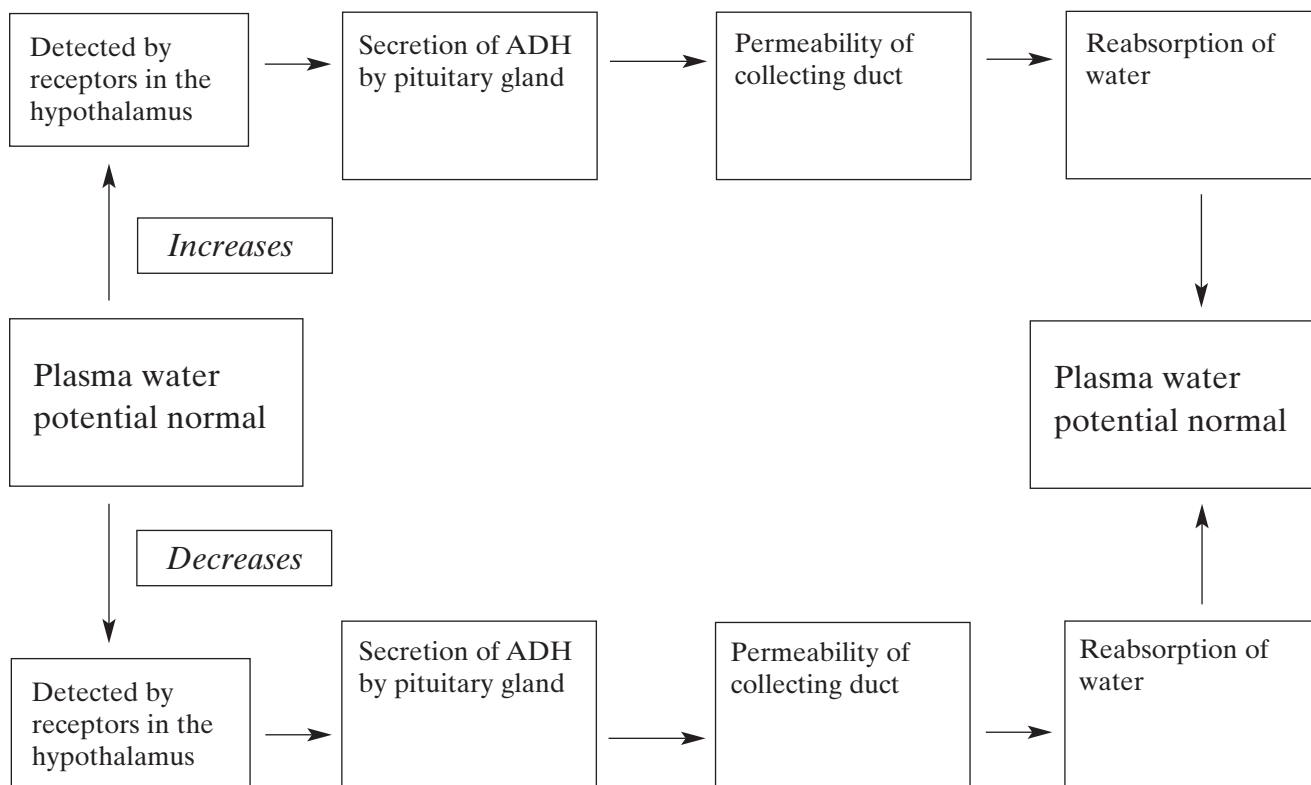 Detected by
receptors in the
hypothalamus
Secretion of ADH
by pituitary gland
Permeability of
collecting duct
Reabsorption of
water
Increases
Plasma water
potential normal
Plasma water
potential normal
Decreases
Detected by
receptors in the
hypothalamus
Secretion of ADH
by pituitary gland
Permeability of
collecting duct
Reabsorption of
water